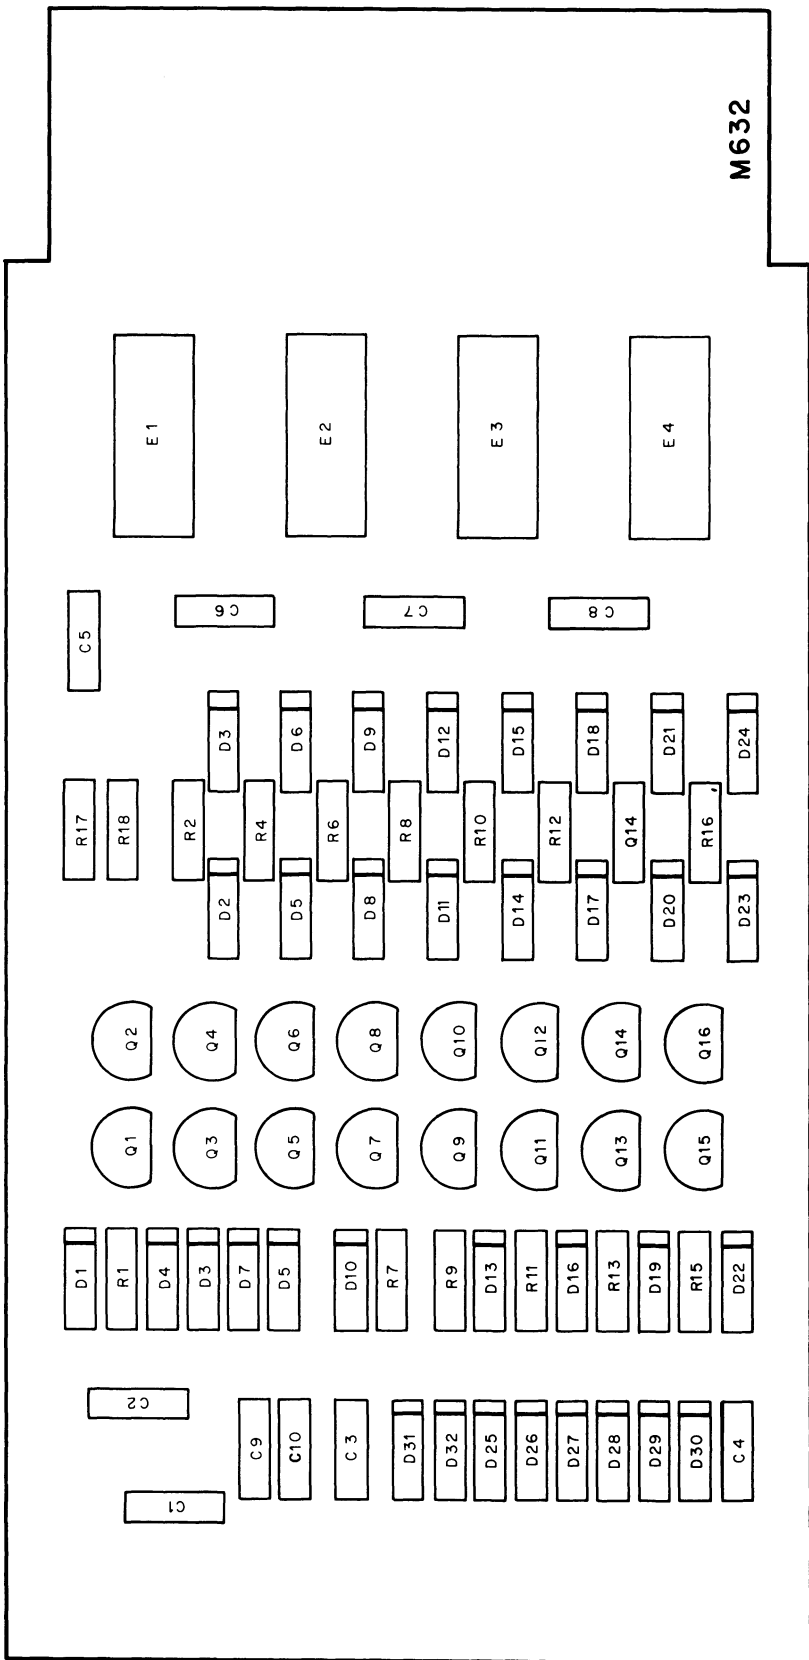 M632
E1 E2 E3 E4
C5 C6 C7 C8
D3 D6 D9 D12 D15 D18 D21 D24
R17 R18 R2 R4 R6 R8 R10 R12 Q14 R16
D2 D5 D8 D11 D14 D17 D20 D23
Q2 Q4 Q6 Q8 Q10 Q12 Q14 Q16
Q1 Q3 Q5 Q7 Q9 Q11 Q13 Q15
D1 R1 D4 D3 D7 D5 D10 R7 R9 D13 R11 D16 R13 D19 R15 D22
C2
C9 C10 C3 D31 D32 D25 D26 D27 D28 D29 D30 C4
C1